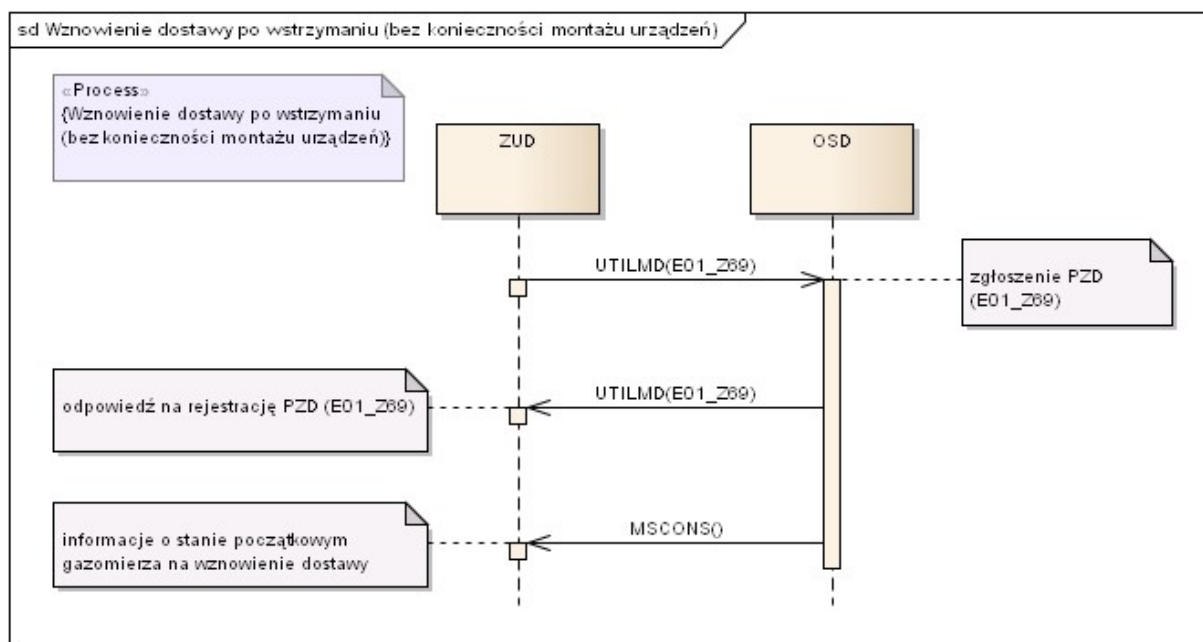 sd Wznowienie dostawy po wstrzymaniu (bez konieczności montażu urządzeń)
«Process»
{Wznowienie dostawy po wstrzymaniu
(bez konieczności montażu urządzeń)}
ZUD
OSD
UTILMD(E01_Z69)
zgłoszenie PZD
(E01_Z69)
UTILMD(E01_Z69)
odpowiedź na rejestrację PZD (E01_Z69)
MSCONS()
informacje o stanie początkowym
gazomierza na wznowienie dostawy